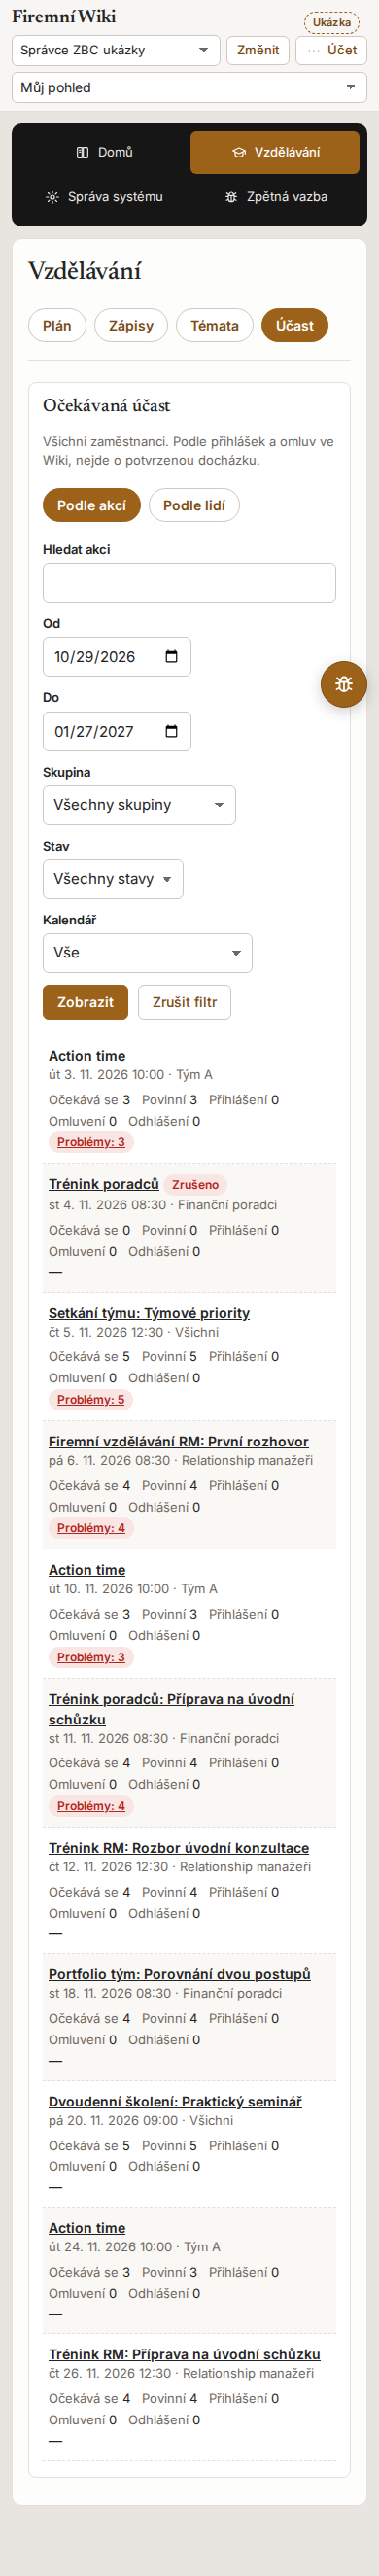 Firemní Wiki
Ukázka
Správce ZBC ukázky
Změnit
··· Účet
Můj pohled
Domů
Vzdělávání
Správa systému
Zpětná vazba
Vzdělávání
Plán
Zápisy
Témata
Účast
Očekávaná účast
Všichni zaměstnanci. Podle přihlášek a omluv ve
Wiki, nejde o potvrzenou docházku.
Podle akcí
Podle lidí
Hledat akci
Od
10/29/2026
Do
01/27/2027
Skupina
Všechny skupiny
Stav
Všechny stavy
Kalendář
Vše
Zobrazit
Zrušit filtr
Action time
út 3. 11. 2026 10:00 · Tým A
Očekává se 3 Povinní 3 Přihlášení 0
Omluvení 0 Odhlášení 0
Problémy: 3
Trénink poradců Zrušeno
st 4. 11. 2026 08:30 · Finanční poradci
Očekává se 0 Povinní 0 Přihlášení 0
Omluvení 0 Odhlášení 0
—
Setkání týmu: Týmové priority
čt 5. 11. 2026 12:30 · Všichni
Očekává se 5 Povinní 5 Přihlášení 0
Omluvení 0 Odhlášení 0
Problémy: 5
Firemní vzdělávání RM: První rozhovor
pá 6. 11. 2026 08:30 · Relationship manažeři
Očekává se 4 Povinní 4 Přihlášení 0
Omluvení 0 Odhlášení 0
Problémy: 4
Action time
út 10. 11. 2026 10:00 · Tým A
Očekává se 3 Povinní 3 Přihlášení 0
Omluvení 0 Odhlášení 0
Problémy: 3
Trénink poradců: Příprava na úvodní
schůzku
st 11. 11. 2026 08:30 · Finanční poradci
Očekává se 4 Povinní 4 Přihlášení 0
Omluvení 0 Odhlášení 0
Problémy: 4
Trénink RM: Rozbor úvodní konzultace
čt 12. 11. 2026 12:30 · Relationship manažeři
Očekává se 4 Povinní 4 Přihlášení 0
Omluvení 0 Odhlášení 0
—
Portfolio tým: Porovnání dvou postupů
st 18. 11. 2026 08:30 · Finanční poradci
Očekává se 4 Povinní 4 Přihlášení 0
Omluvení 0 Odhlášení 0
—
Dvoudenní školení: Praktický seminář
pá 20. 11. 2026 09:00 · Všichni
Očekává se 5 Povinní 5 Přihlášení 0
Omluvení 0 Odhlášení 0
—
Action time
út 24. 11. 2026 10:00 · Tým A
Očekává se 3 Povinní 3 Přihlášení 0
Omluvení 0 Odhlášení 0
—
Trénink RM: Příprava na úvodní schůzku
čt 26. 11. 2026 12:30 · Relationship manažeři
Očekává se 4 Povinní 4 Přihlášení 0
Omluvení 0 Odhlášení 0
—